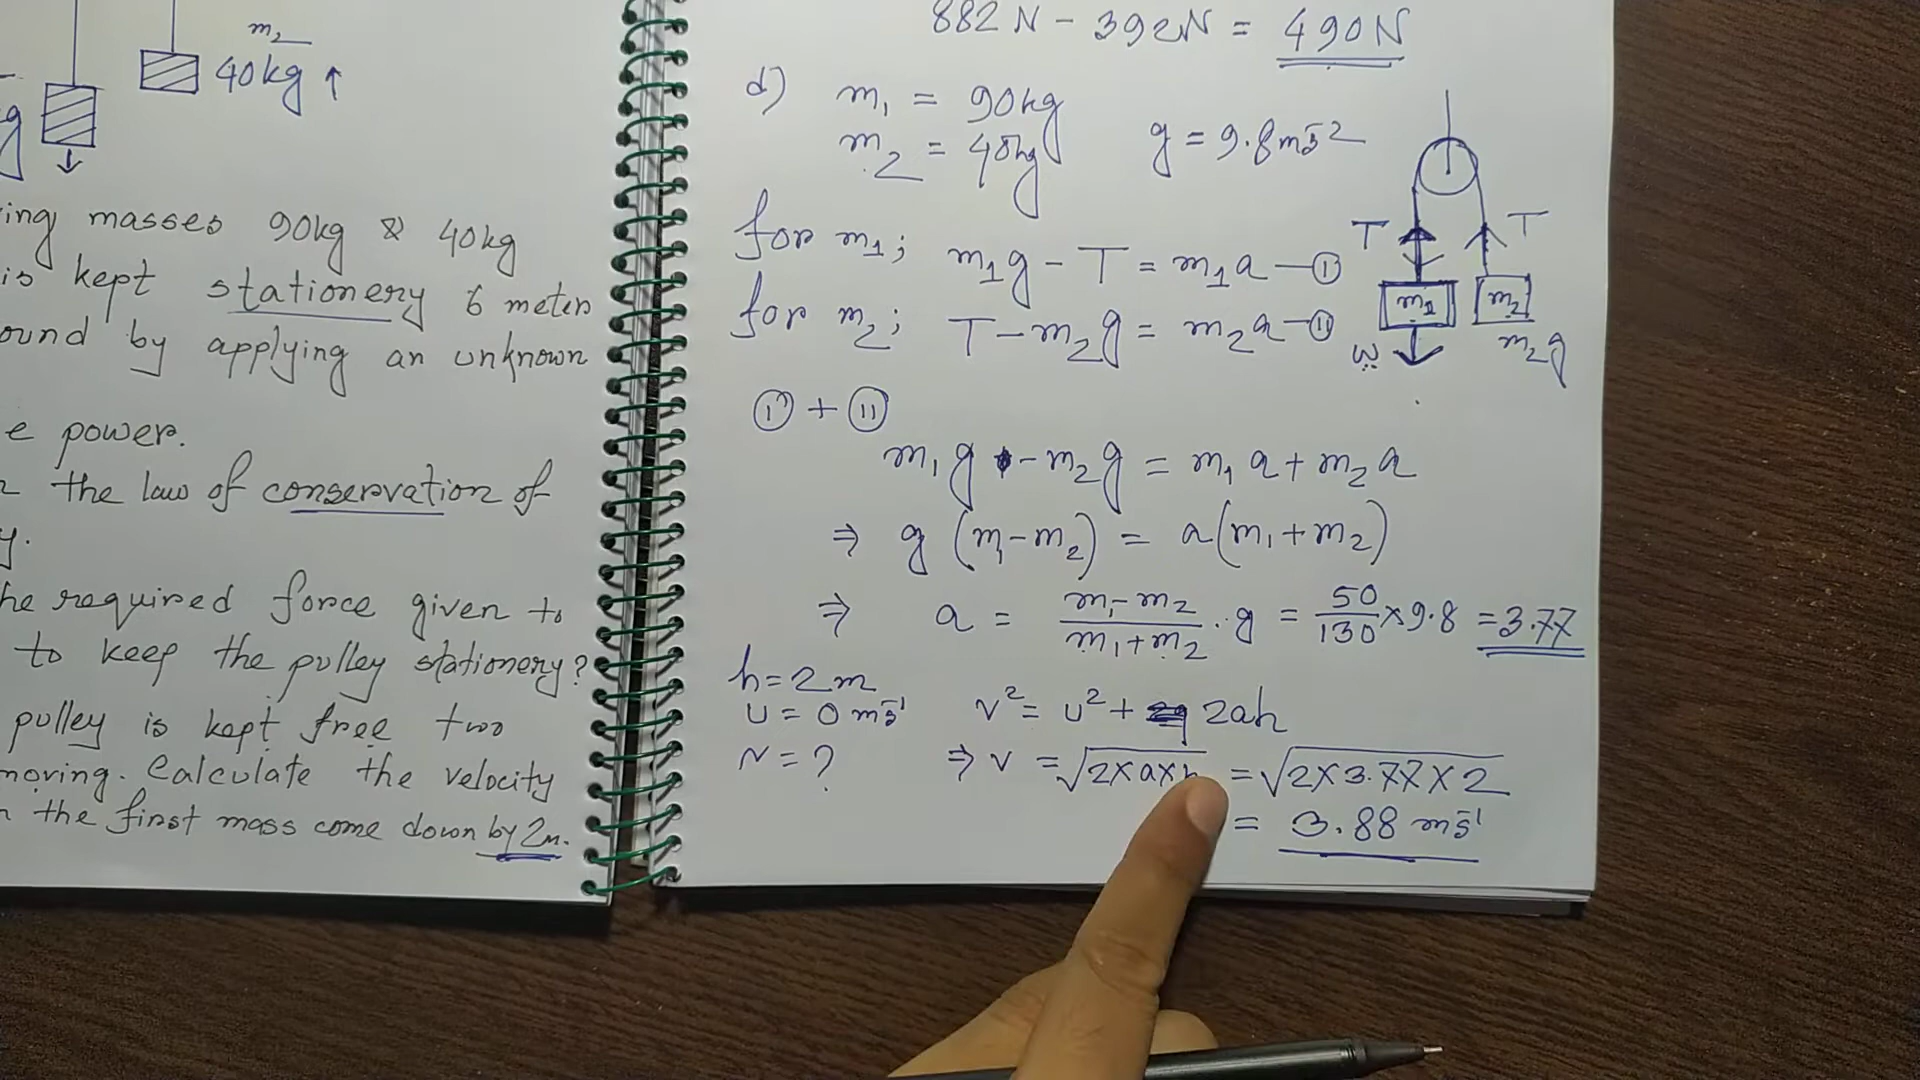 m₂
40kg ↑
g
ing masses 90kg & 40kg
is kept stationery 6 meter
ound by applying an unknown
e power.
the law of conservation of
y.
he required force given to
to keep the pulley stationery?
pulley is kept free two
moving. Calculate the velocity
the first mass come down by 2m.
882 N - 392N = 490N
d) m₁ = 90kg
m₂ = 40kg g = 9.8ms⁻²
T T
m₁ m₂
m₂g
for m₁; m₁g - T = m₁a — ⓘ
for m₂; T - m₂g = m₂a — ⓘⓘ
ⓘ + ⓘⓘ
m₁g - m₂g = m₁a + m₂a
⇒ g (m₁-m₂) = a(m₁+m₂)
⇒ a = (m₁-m₂)/(m₁+m₂) . g = 50/130 × 9.8 = 3.77
h = 2m
u = 0 ms⁻¹ v² = u² + 2ah
v = ? ⇒ v = √2×a×h = √2×3.77×2
= 3.88 ms⁻¹